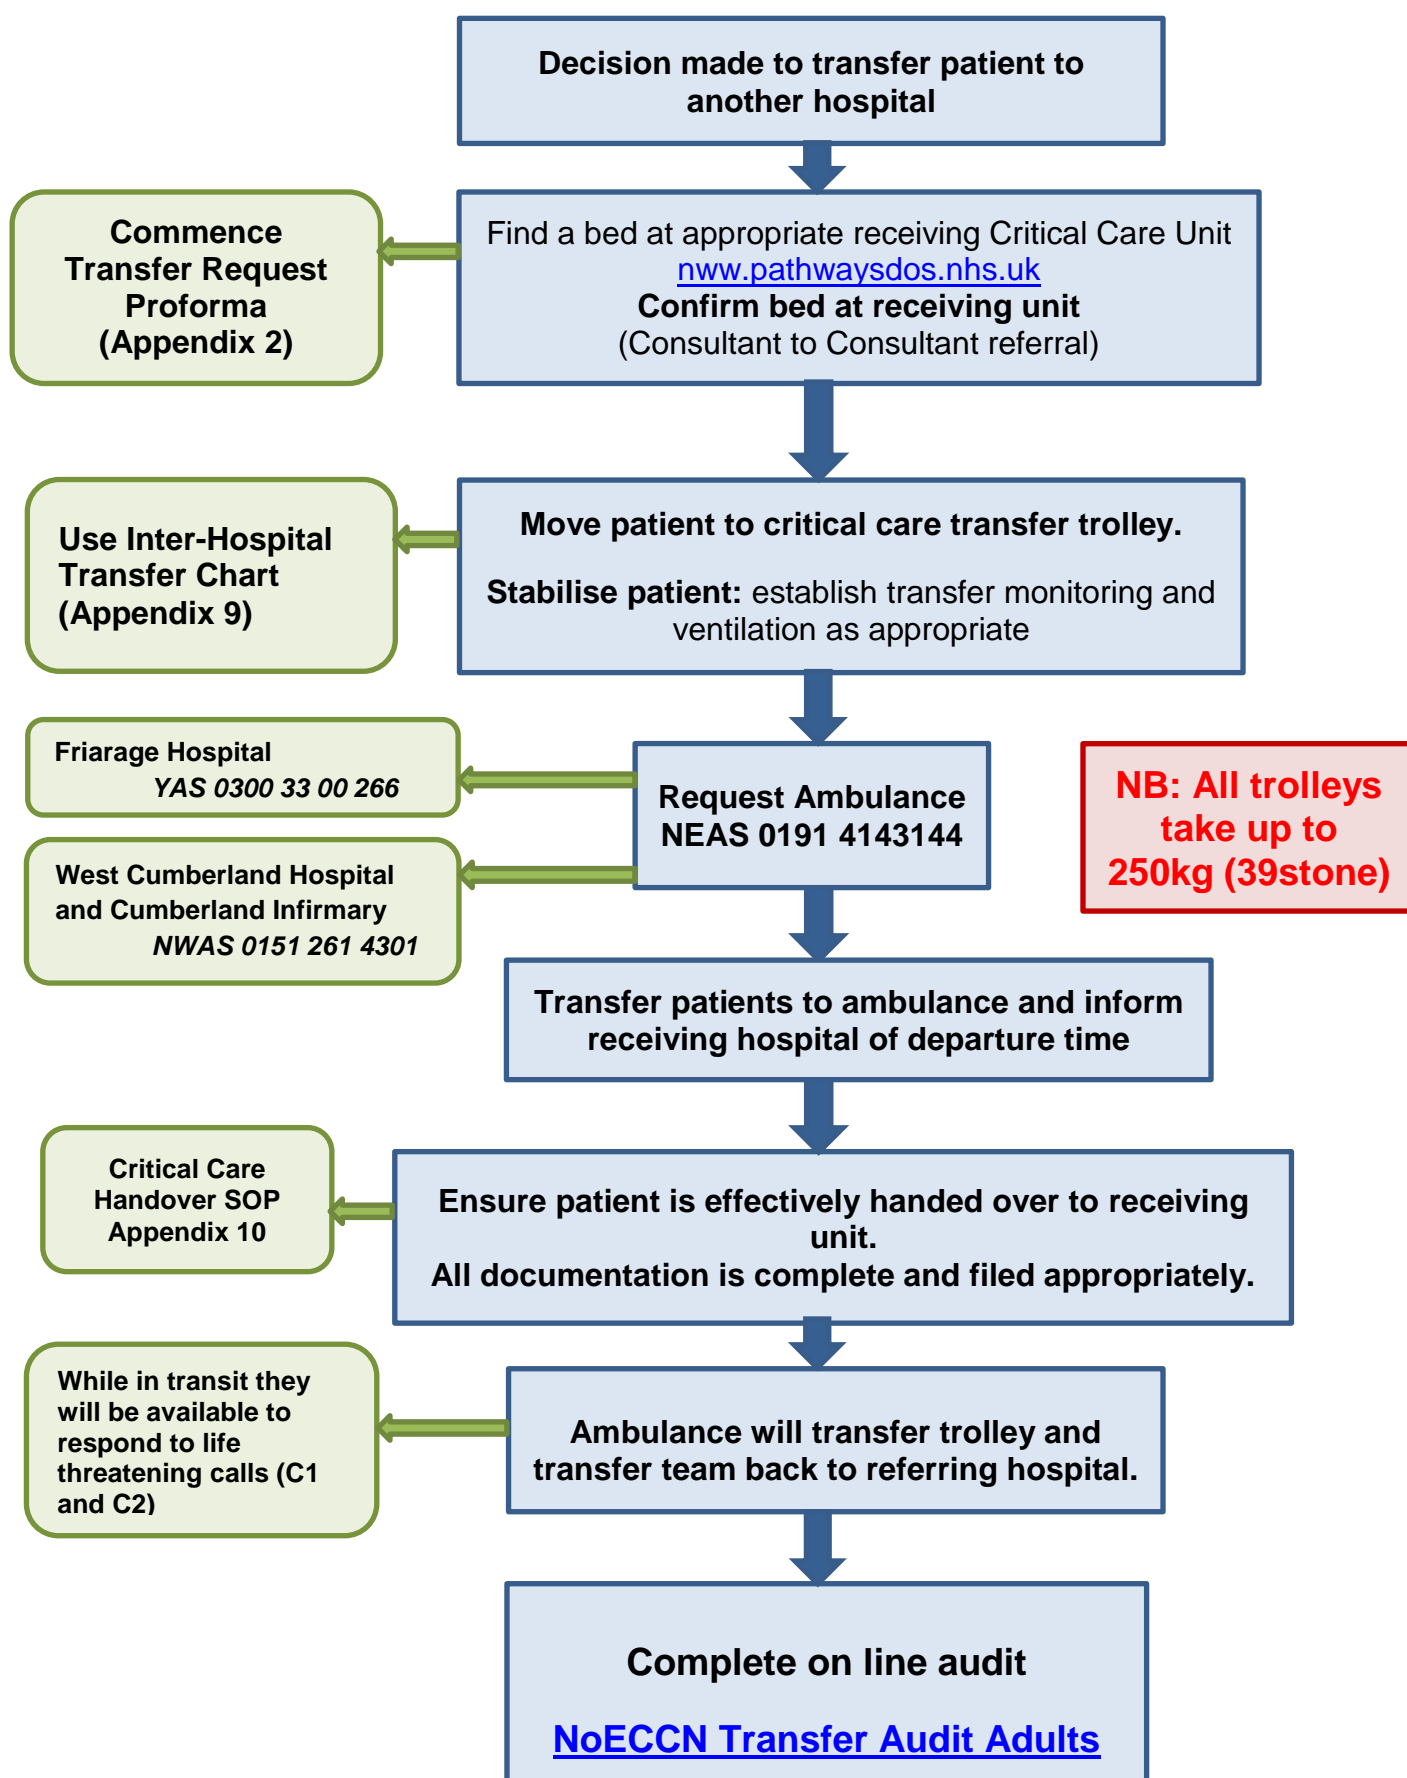 Decision made to transfer patient to
another hospital
Commence
Transfer Request
Proforma
(Appendix 2)
Find a bed at appropriate receiving Critical Care Unit
nww.pathwaysdos.nhs.uk
Confirm bed at receiving unit
(Consultant to Consultant referral)
Use Inter-Hospital
Transfer Chart
(Appendix 9)
Move patient to critical care transfer trolley.
Stabilise patient: establish transfer monitoring and
ventilation as appropriate
Friarage Hospital
YAS 0300 33 00 266
West Cumberland Hospital
and Cumberland Infirmary
NWAS 0151 261 4301
Request Ambulance
NEAS 0191 4143144
NB: All trolleys
take up to
250kg (39stone)
Transfer patients to ambulance and inform
receiving hospital of departure time
Critical Care
Handover SOP
Appendix 10
Ensure patient is effectively handed over to receiving
unit.
All documentation is complete and filed appropriately.
While in transit they
will be available to
respond to life
threatening calls (C1
and C2)
Ambulance will transfer trolley and
transfer team back to referring hospital.
Complete on line audit
NoECCN Transfer Audit Adults